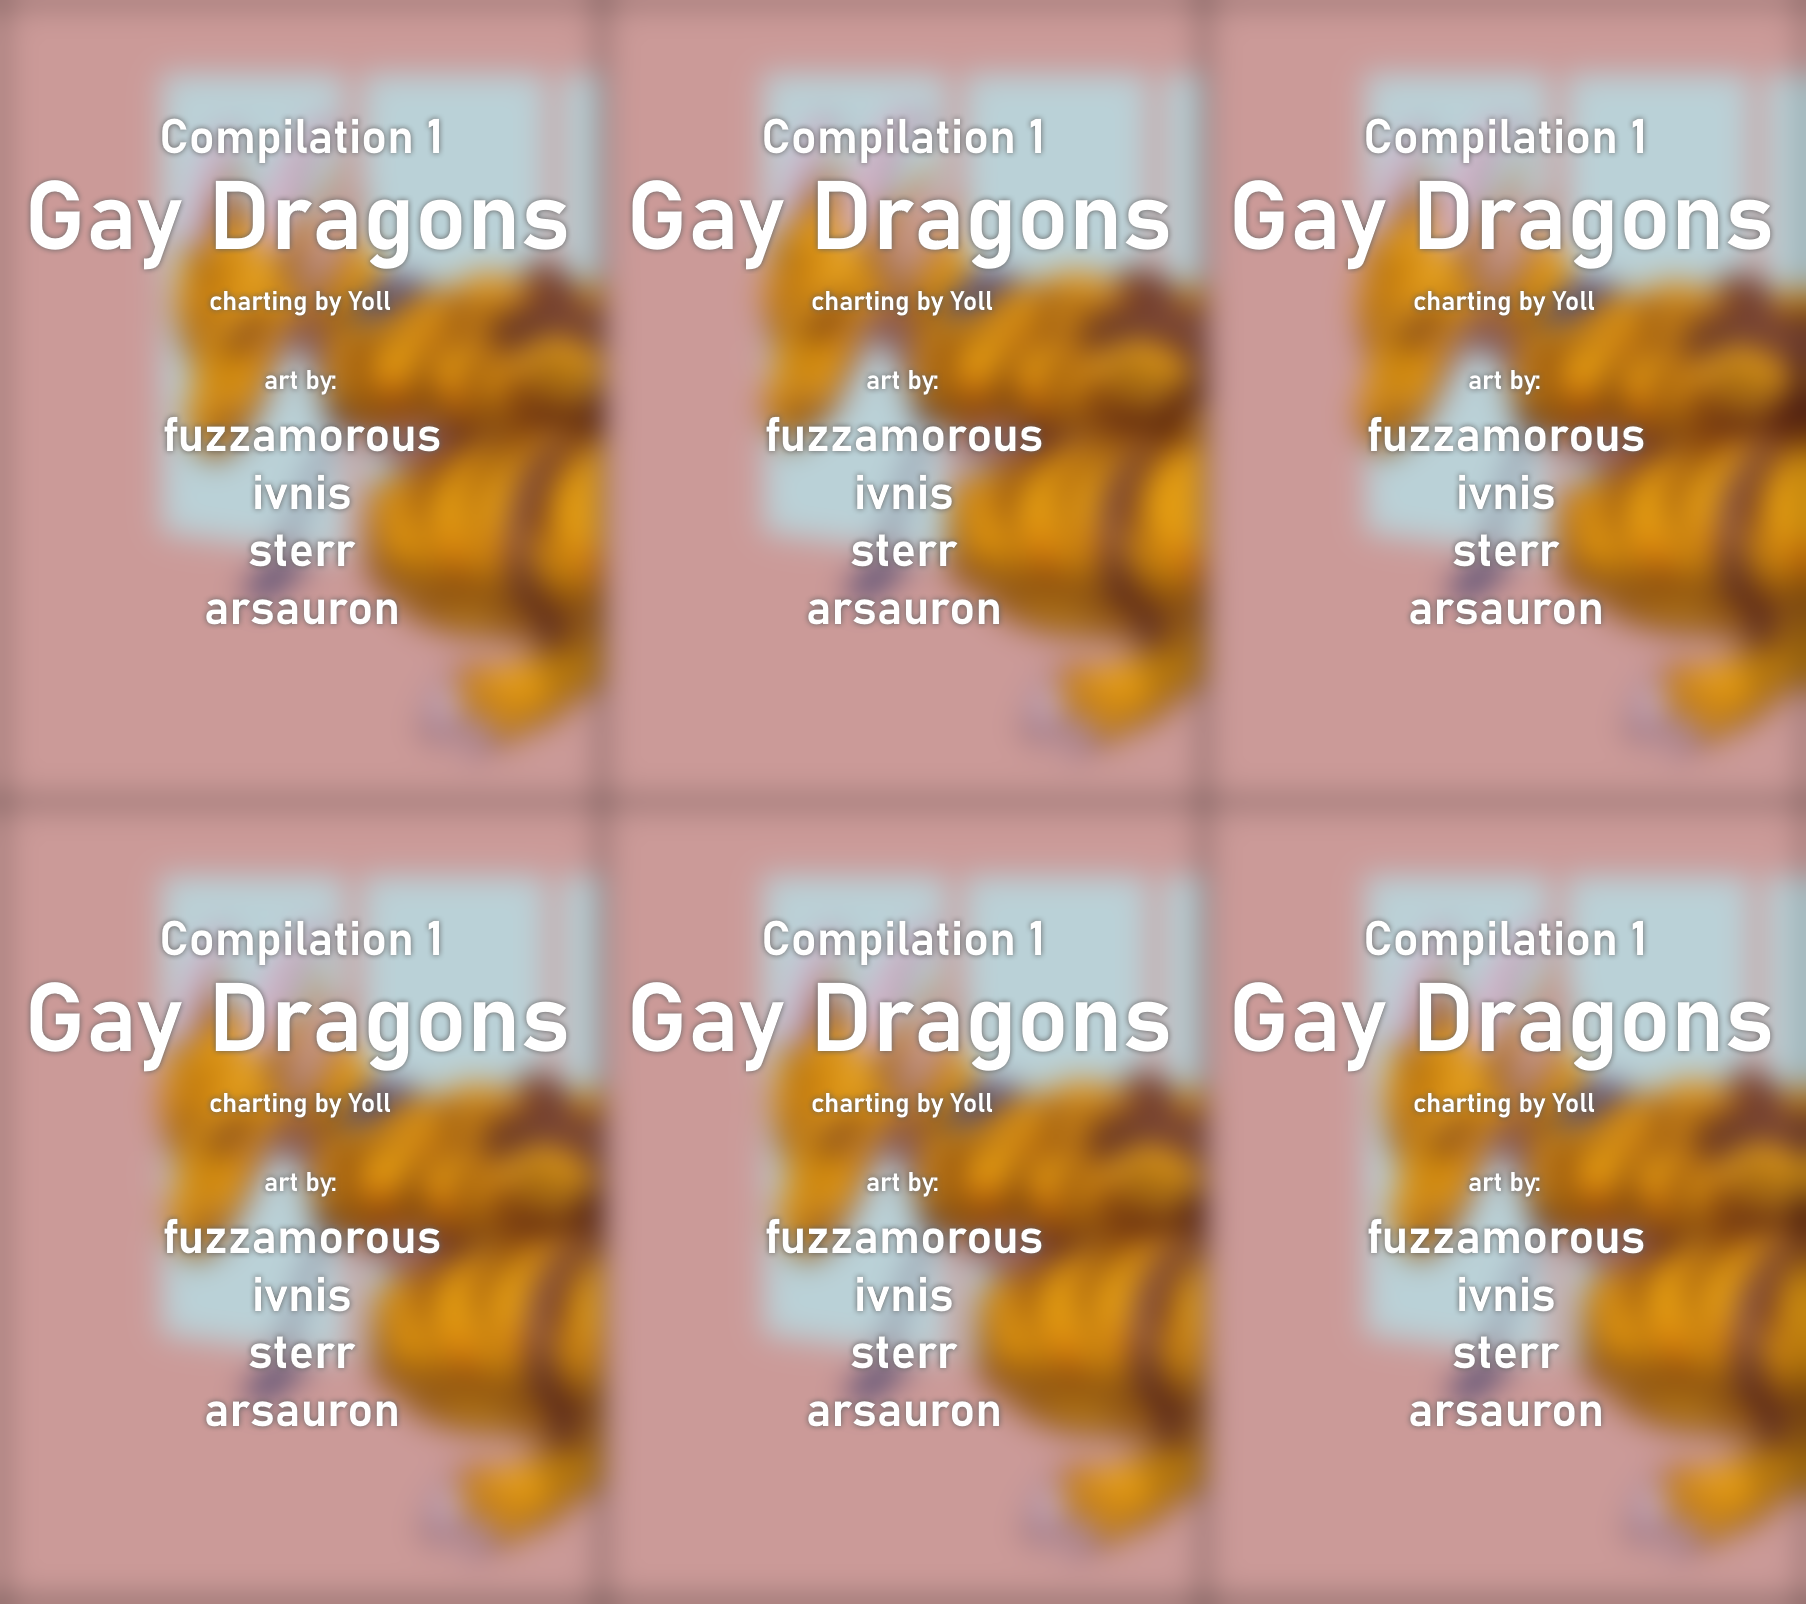 Compilation 1
Gay Dragons
charting by Yoll
art by:
fuzzamorous
ivnis
sterr
arsauron
Compilation 1
Gay Dragons
charting by Yoll
art by:
fuzzamorous
ivnis
sterr
arsauron
Compilation 1
Gay Dragons
charting by Yoll
art by:
fuzzamorous
ivnis
sterr
arsauron
Compilation 1
Gay Dragons
charting by Yoll
art by:
fuzzamorous
ivnis
sterr
arsauron
Compilation 1
Gay Dragons
charting by Yoll
art by:
fuzzamorous
ivnis
sterr
arsauron
Compilation 1
Gay Dragons
charting by Yoll
art by:
fuzzamorous
ivnis
sterr
arsauron